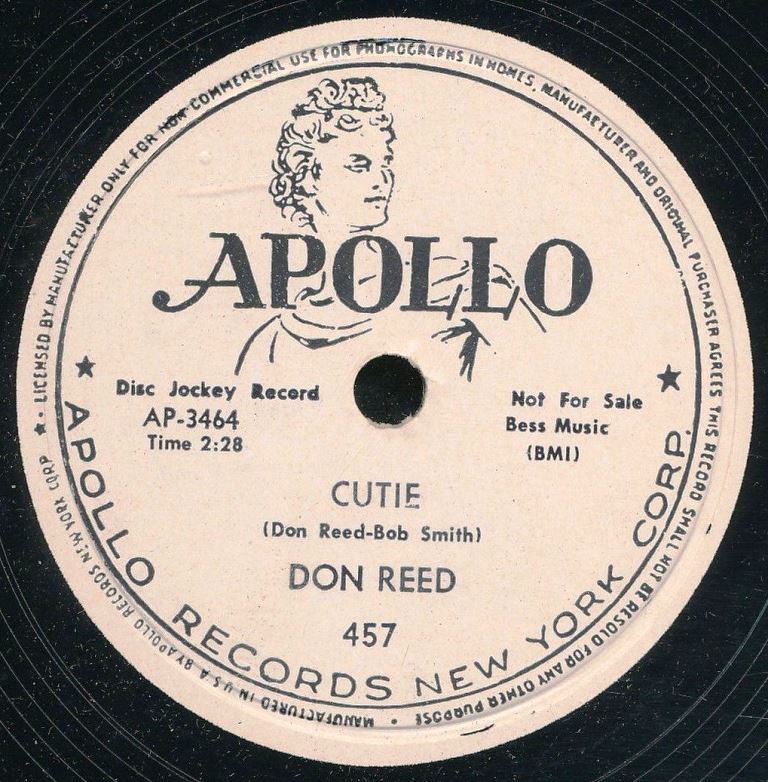 ★ • LICENSED BY MANUFACTURER ONLY FOR NON-COMMERCIAL USE FOR PHONOGRAPHS IN HOMES. MANUFACTURER AND ORIGINAL PURCHASER AGREES THIS RECORD SHALL NOT BE RESOLD FOR ANY OTHER PURPOSE •
APOLLO
Disc Jockey Record
AP-3464
Time 2:28
Not For Sale
Bess Music
(BMI)
CUTIE
(Don Reed-Bob Smith)
DON REED
457
★ APOLLO RECORDS NEW YORK CORP. ★
MANUFACTURED IN U.S.A. BY APOLLO RECORDS NEW YORK CORP